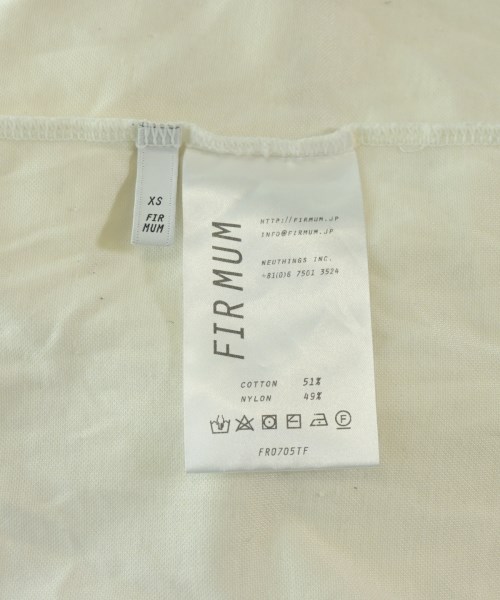 XS
FIR
MUM
FIRMUM
HTTP://FIRMUM.JP
INFO@FIRMUM.JP
NEUTHINGS INC.
+81(0)6 7501 3524
COTTON 51%
NYLON 49%
F
FR0705TF